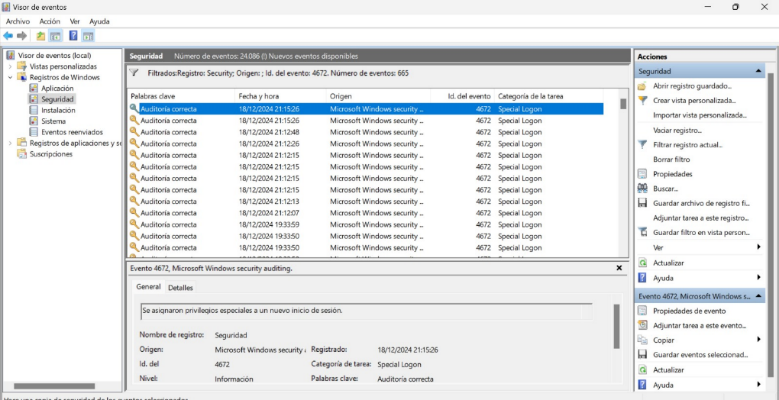 Visor de eventos
Archivo Acción Ver Ayuda
Visor de eventos (local)
Vistas personalizadas
Registros de Windows
Aplicación
Seguridad
Instalación
Sistema
Eventos reenviados
Registros de aplicaciones y se
Suscripciones
Seguridad Número de eventos: 24.086 (!) Nuevos eventos disponibles
Filtrados:Registro: Security; Origen: ; Id. del evento: 4672. Número de eventos: 665
Palabras clave Fecha y hora Origen Id. del evento Categoría de la tarea
Auditoría correcta 18/12/2024 21:15:26 Microsoft Windows security ... 4672 Special Logon
Auditoría correcta 18/12/2024 21:15:26 Microsoft Windows security ... 4672 Special Logon
Auditoría correcta 18/12/2024 21:12:48 Microsoft Windows security ... 4672 Special Logon
Auditoría correcta 18/12/2024 21:12:26 Microsoft Windows security ... 4672 Special Logon
Auditoría correcta 18/12/2024 21:12:15 Microsoft Windows security ... 4672 Special Logon
Auditoría correcta 18/12/2024 21:12:15 Microsoft Windows security ... 4672 Special Logon
Auditoría correcta 18/12/2024 21:12:15 Microsoft Windows security ... 4672 Special Logon
Auditoría correcta 18/12/2024 21:12:13 Microsoft Windows security ... 4672 Special Logon
Auditoría correcta 18/12/2024 21:12:13 Microsoft Windows security ... 4672 Special Logon
Auditoría correcta 18/12/2024 21:12:07 Microsoft Windows security ... 4672 Special Logon
Auditoría correcta 18/12/2024 19:33:59 Microsoft Windows security ... 4672 Special Logon
Auditoría correcta 18/12/2024 19:33:50 Microsoft Windows security ... 4672 Special Logon
Auditoría correcta 18/12/2024 19:33:50 Microsoft Windows security ... 4672 Special Logon
Evento 4672, Microsoft Windows security auditing.
General Detalles
Se asignaron privilegios especiales a un nuevo inicio de sesión.
Nombre de registro: Seguridad
Origen: Microsoft Windows security Registrado: 18/12/2024 21:15:26
Id. del 4672 Categoría de tarea: Special Logon
Nivel: Información Palabras clave: Auditoría correcta
Acciones
Seguridad
Abrir registro guardado...
Crear vista personalizada...
Importar vista personalizada...
Vaciar registro...
Filtrar registro actual...
Borrar filtro
Propiedades
Buscar...
Guardar archivo de registro fi...
Adjuntar tarea a este registro...
Guardar filtro en vista person...
Ver
Actualizar
Ayuda
Evento 4672, Microsoft Windows s...
Propiedades de evento
Adjuntar tarea a este evento...
Copiar
Guardar eventos seleccionad...
Actualizar
Ayuda